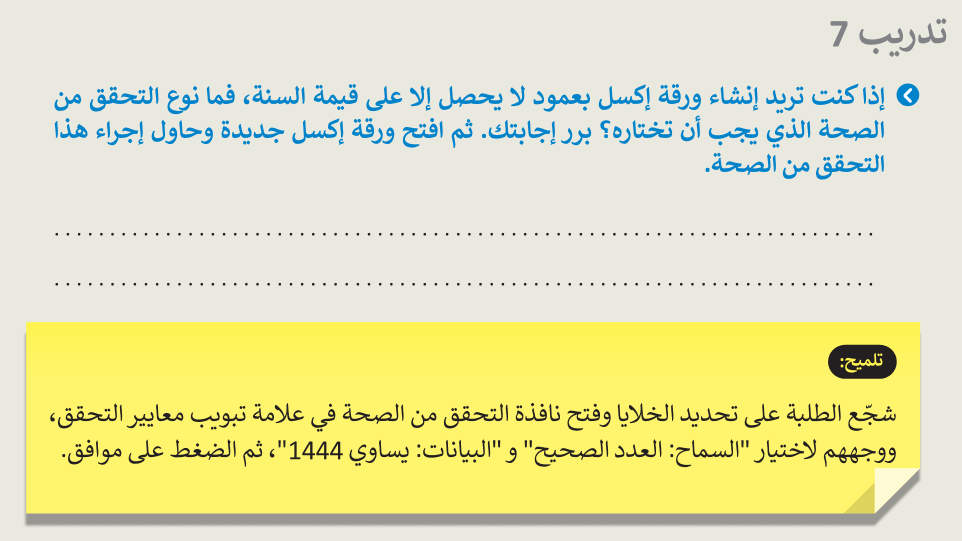 تدريب 7
إذا كنت تريد إنشاء ورقة إكسل بعمود لا يحصل إلا على قيمة السنة، فما نوع التحقق من
الصحة الذي يجب أن تختاره؟ برر إجابتك. ثم افتح ورقة إكسل جديدة وحاول إجراء هذا
التحقق من الصحة.
تلميح:
شجّع الطلبة على تحديد الخلايا وفتح نافذة التحقق من الصحة في علامة تبويب معايير التحقق،
ووجههم لاختيار "السماح: العدد الصحيح" و "البيانات: يساوي 1444"، ثم الضغط على موافق.